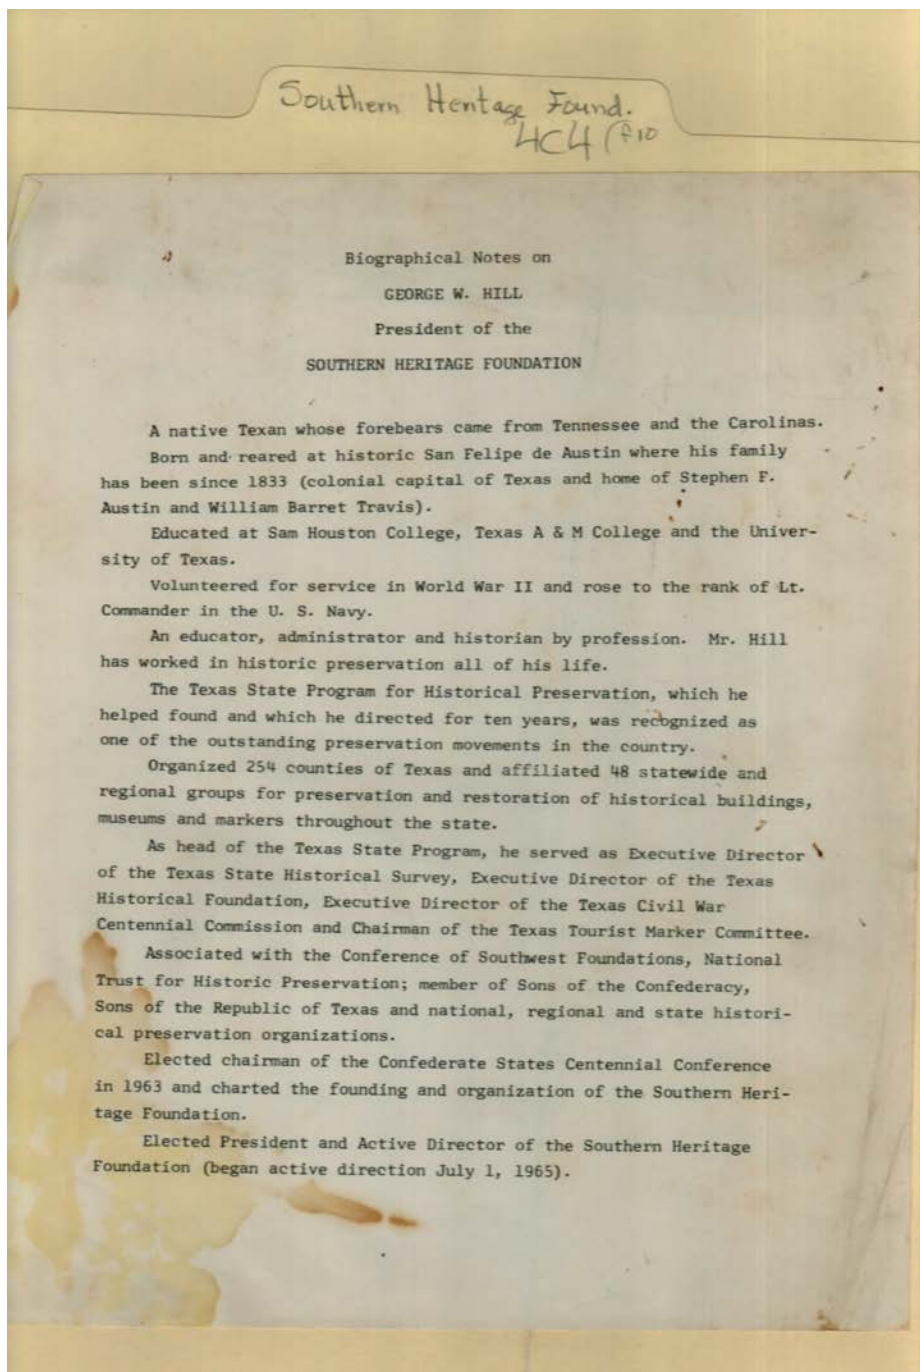 Southern Heritage Found.
4C4 (f10
Biographical Notes on
GEORGE W. HILL
President of the
SOUTHERN HERITAGE FOUNDATION
A native Texan whose forebears came from Tennessee and the Carolinas.
Born and reared at historic San Felipe de Austin where his family
has been since 1833 (colonial capital of Texas and home of Stephen F.
Austin and William Barret Travis).
Educated at Sam Houston College, Texas A & M College and the Univer-
sity of Texas.
Volunteered for service in World War II and rose to the rank of Lt.
Commander in the U. S. Navy.
An educator, administrator and historian by profession. Mr. Hill
has worked in historic preservation all of his life.
The Texas State Program for Historical Preservation, which he
helped found and which he directed for ten years, was recognized as
one of the outstanding preservation movements in the country.
Organized 254 counties of Texas and affiliated 48 statewide and
regional groups for preservation and restoration of historical buildings,
museums and markers throughout the state.
As head of the Texas State Program, he served as Executive Director
of the Texas State Historical Survey, Executive Director of the Texas
Historical Foundation, Executive Director of the Texas Civil War
Centennial Commission and Chairman of the Texas Tourist Marker Committee.
Associated with the Conference of Southwest Foundations, National
Trust for Historic Preservation; member of Sons of the Confederacy,
Sons of the Republic of Texas and national, regional and state histori-
cal preservation organizations.
Elected chairman of the Confederate States Centennial Conference
in 1963 and charted the founding and organization of the Southern Heri-
tage Foundation.
Elected President and Active Director of the Southern Heritage
Foundation (began active direction July 1, 1965).